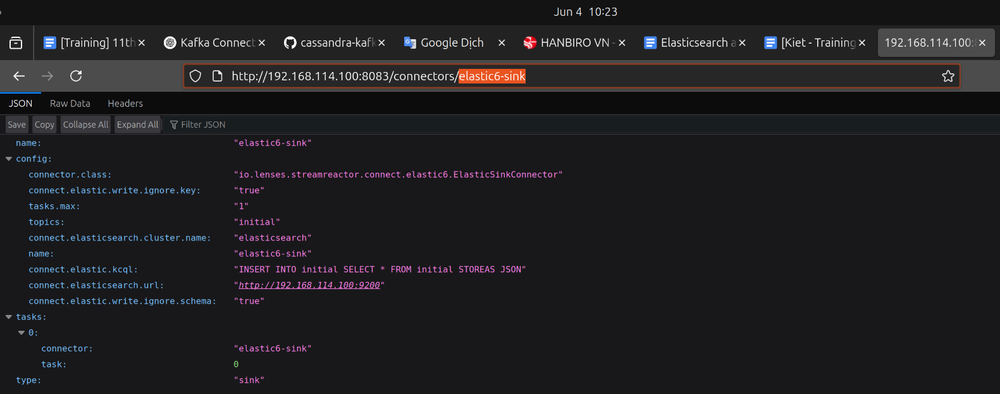 Jun 4 10:23
[Training] 11th Kafka Connect cassandra-kafk Google Dịch HANBIRO VN - Elasticsearch a [Kiet - Training 192.168.114.100:
http://192.168.114.100:8083/connectors/elastic6-sink
JSON Raw Data Headers
Save Copy Collapse All Expand All Filter JSON
name: "elastic6-sink"
config:
connector.class: "io.lenses.streamreactor.connect.elastic6.ElasticSinkConnector"
connect.elastic.write.ignore.key: "true"
tasks.max: "1"
topics: "initial"
connect.elasticsearch.cluster.name: "elasticsearch"
name: "elastic6-sink"
connect.elastic.kcql: "INSERT INTO initial SELECT * FROM initial STOREAS JSON"
connect.elasticsearch.url: "http://192.168.114.100:9200"
connect.elastic.write.ignore.schema: "true"
tasks:
0:
connector: "elastic6-sink"
task: 0
type: "sink"